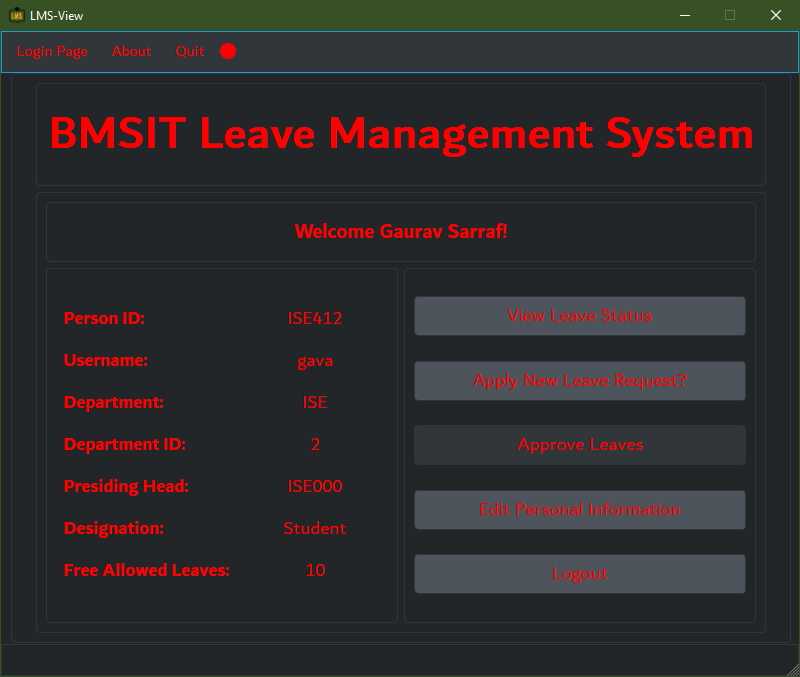 LMS-View
Login Page About Quit
BMSIT Leave Management System
Welcome Gaurav Sarraf!
Person ID: ISE412
Username: gava
Department: ISE
Department ID: 2
Presiding Head: ISE000
Designation: Student
Free Allowed Leaves: 10
View Leave Status
Apply New Leave Request?
Approve Leaves
Edit Personal Information
Logout